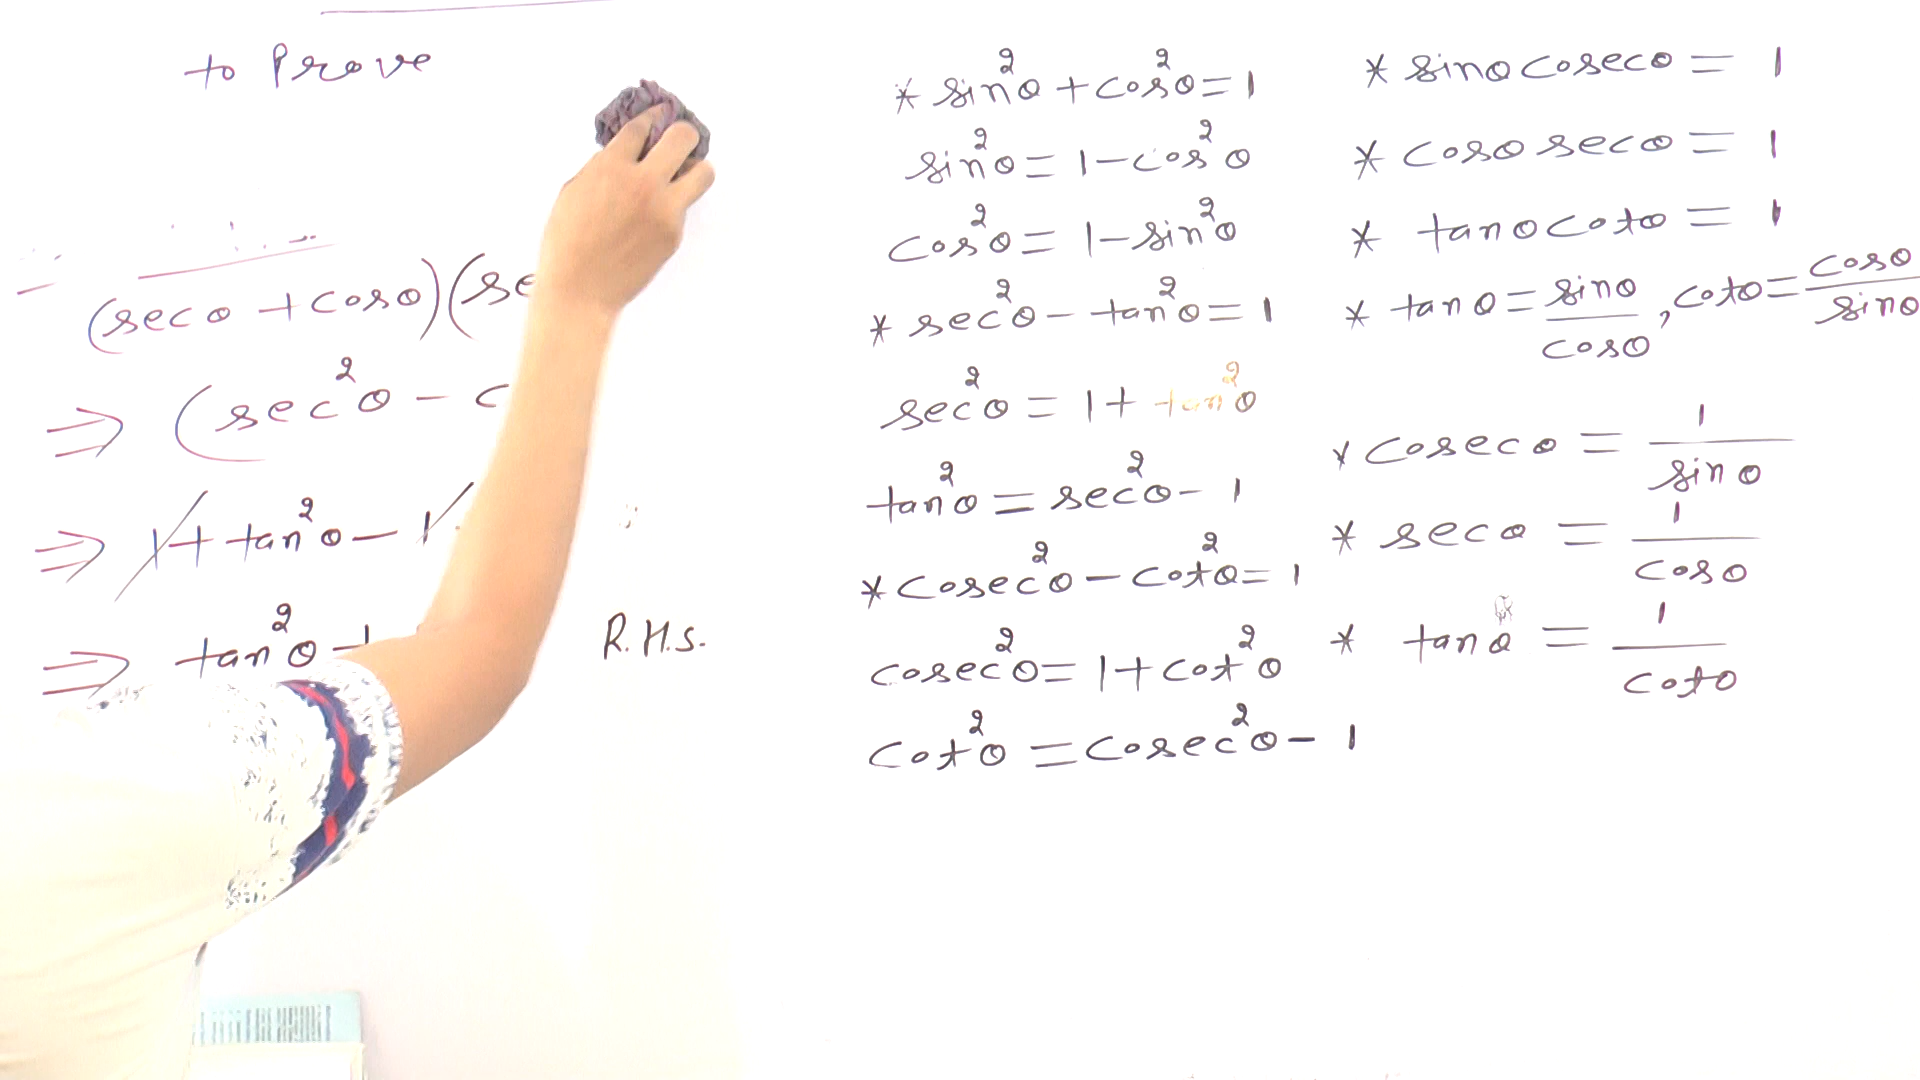 to Prove
(secθ + cosθ)(se
⇒ (sec²θ - c
⇒ 1 + tan²θ - 1
⇒ tan²θ +
R.H.S.
* sin²θ + cos²θ = 1
sin²θ = 1 - cos²θ
cos²θ = 1 - sin²θ
* sec²θ - tan²θ = 1
sec²θ = 1 + tan²θ
tan²θ = sec²θ - 1
* cosec²θ - cot²θ = 1
cosec²θ = 1 + cot²θ
cot²θ = cosec²θ - 1
* sinθ cosecθ = 1
* cosθ secθ = 1
* tanθ cotθ = 1
* tanθ = sinθ/cosθ, cotθ = cosθ/sinθ
* cosecθ = 1/sinθ
* secθ = 1/cosθ
* tanθ = 1/cotθ